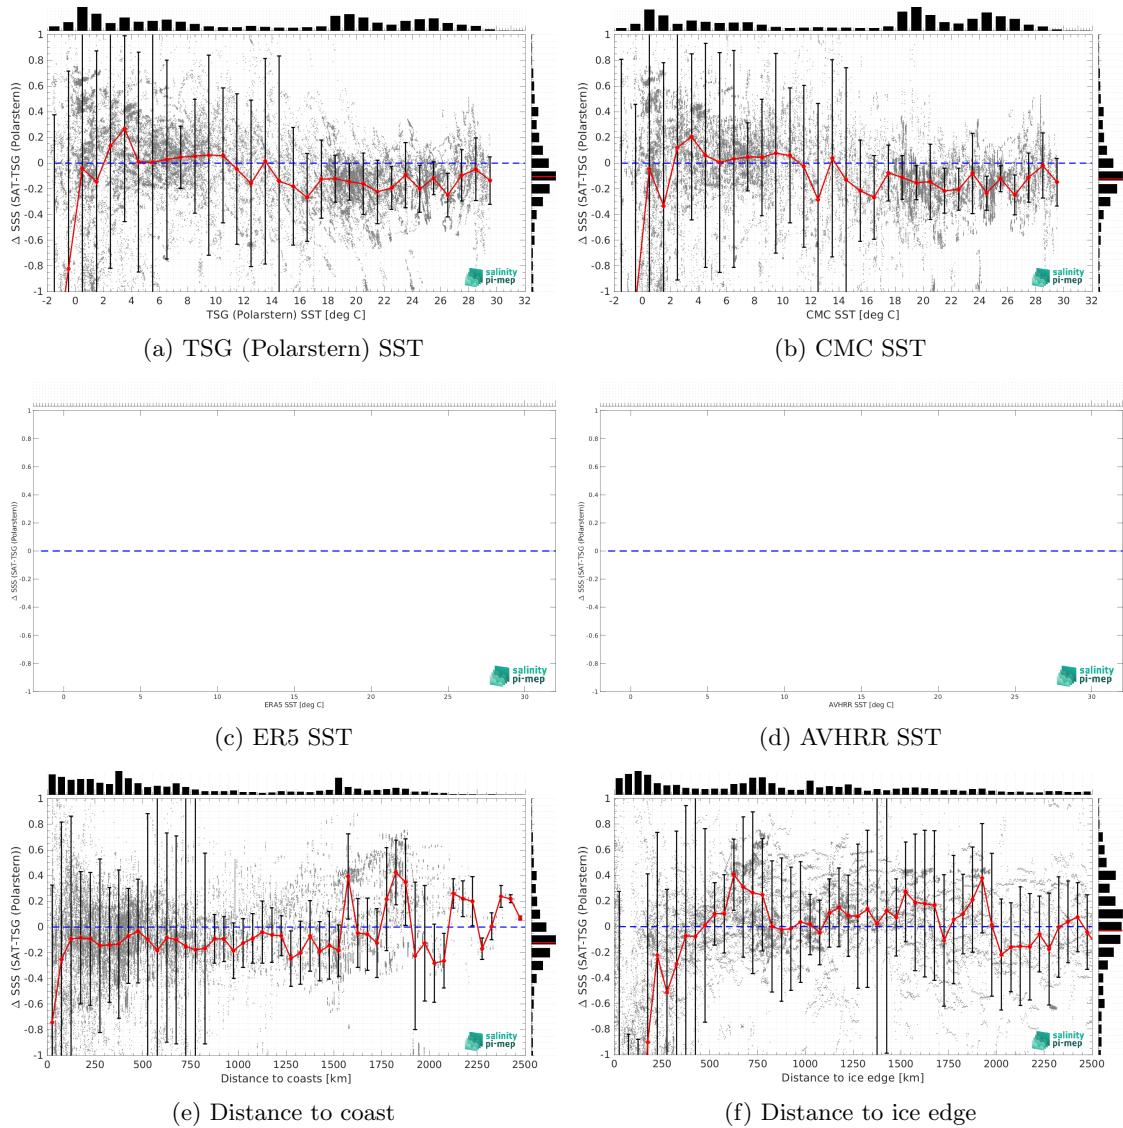 1
0.8
0.6
0.4
0.2
0
-0.2
-0.4
-0.6
-0.8
-1
Δ SSS (SAT-TSG (Polarstern))
salinity
pi-mep
-2 0 2 4 6 8 10 12 14 16 18 20 22 24 26 28 30 32
TSG (Polarstern) SST [deg C]
(a) TSG (Polarstern) SST
1
0.8
0.6
0.4
0.2
0
-0.2
-0.4
-0.6
-0.8
-1
Δ SSS (SAT-TSG (Polarstern))
salinity
pi-mep
-2 0 2 4 6 8 10 12 14 16 18 20 22 24 26 28 30 32
CMC SST [deg C]
(b) CMC SST
1
0.8
0.6
0.4
0.2
0
-0.2
-0.4
-0.6
-0.8
-1
Δ SSS (SAT-TSG (Polarstern))
salinity
pi-mep
0 5 10 15 20 25 30
ERA5 SST [deg C]
(c) ER5 SST
1
0.8
0.6
0.4
0.2
0
-0.2
-0.4
-0.6
-0.8
-1
Δ SSS (SAT-TSG (Polarstern))
salinity
pi-mep
0 5 10 15 20 25 30
AVHRR SST [deg C]
(d) AVHRR SST
1
0.8
0.6
0.4
0.2
0
-0.2
-0.4
-0.6
-0.8
-1
Δ SSS (SAT-TSG (Polarstern))
salinity
pi-mep
0 250 500 750 1000 1250 1500 1750 2000 2250 2500
Distance to coasts [km]
(e) Distance to coast
1
0.8
0.6
0.4
0.2
0
-0.2
-0.4
-0.6
-0.8
-1
Δ SSS (SAT-TSG (Polarstern))
salinity
pi-mep
0 500 1000 1500 2000 2500
Distance to ice edge [km]
(f) Distance to ice edge